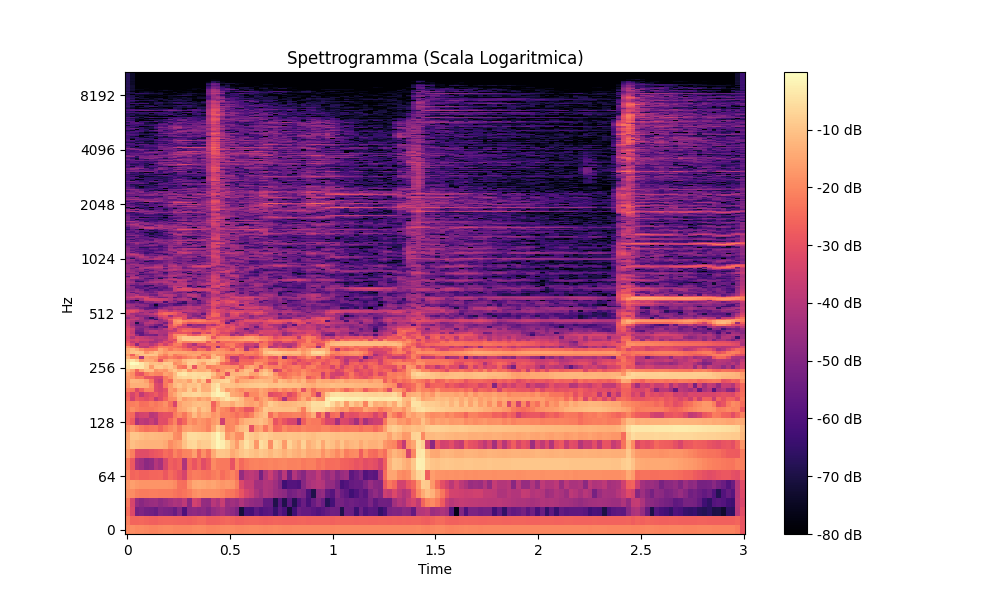 Spettrogramma (Scala Logaritmica)
8192
4096
2048
1024
512
256
128
64
0
Hz
0
0.5
1
1.5
2
2.5
3
Time
-10 dB
-20 dB
-30 dB
-40 dB
-50 dB
-60 dB
-70 dB
-80 dB